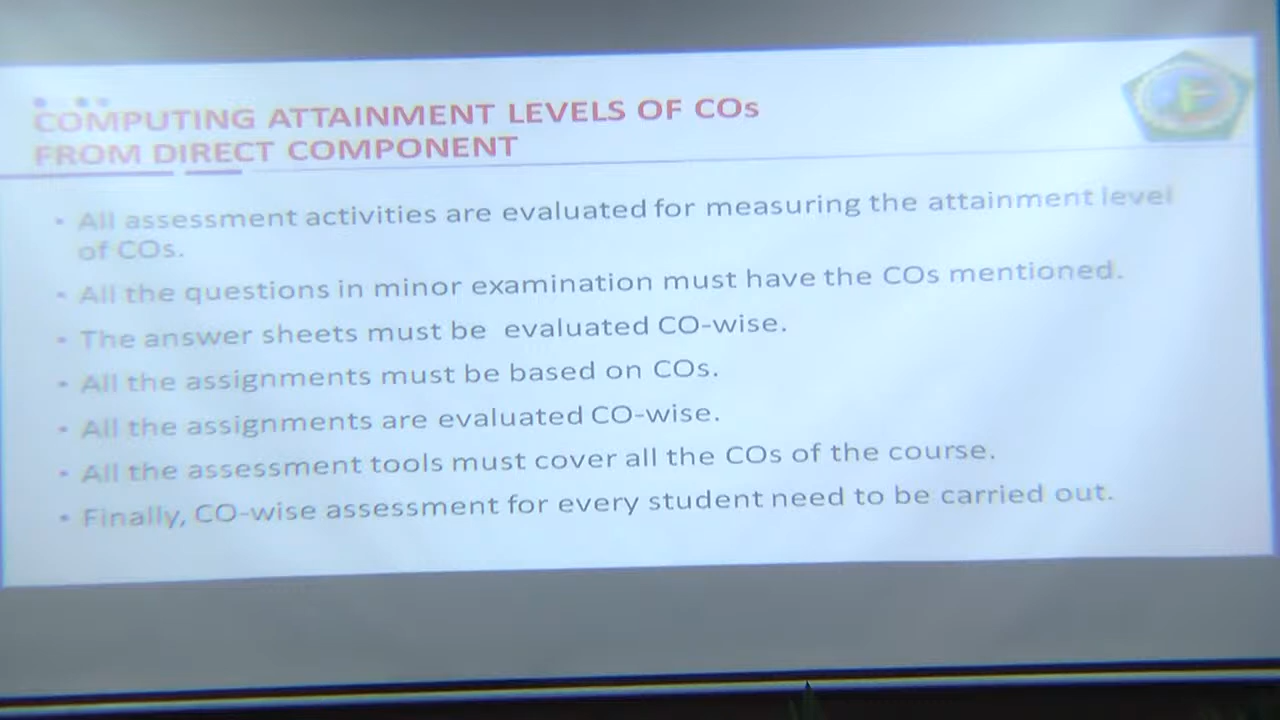 COMPUTING ATTAINMENT LEVELS OF COs
FROM DIRECT COMPONENT
• All assessment activities are evaluated for measuring the attainment level
of COs.
• All the questions in minor examination must have the COs mentioned.
• The answer sheets must be evaluated CO-wise.
• All the assignments must be based on COs.
• All the assignments are evaluated CO-wise.
• All the assessment tools must cover all the COs of the course.
• Finally, CO-wise assessment for every student need to be carried out.